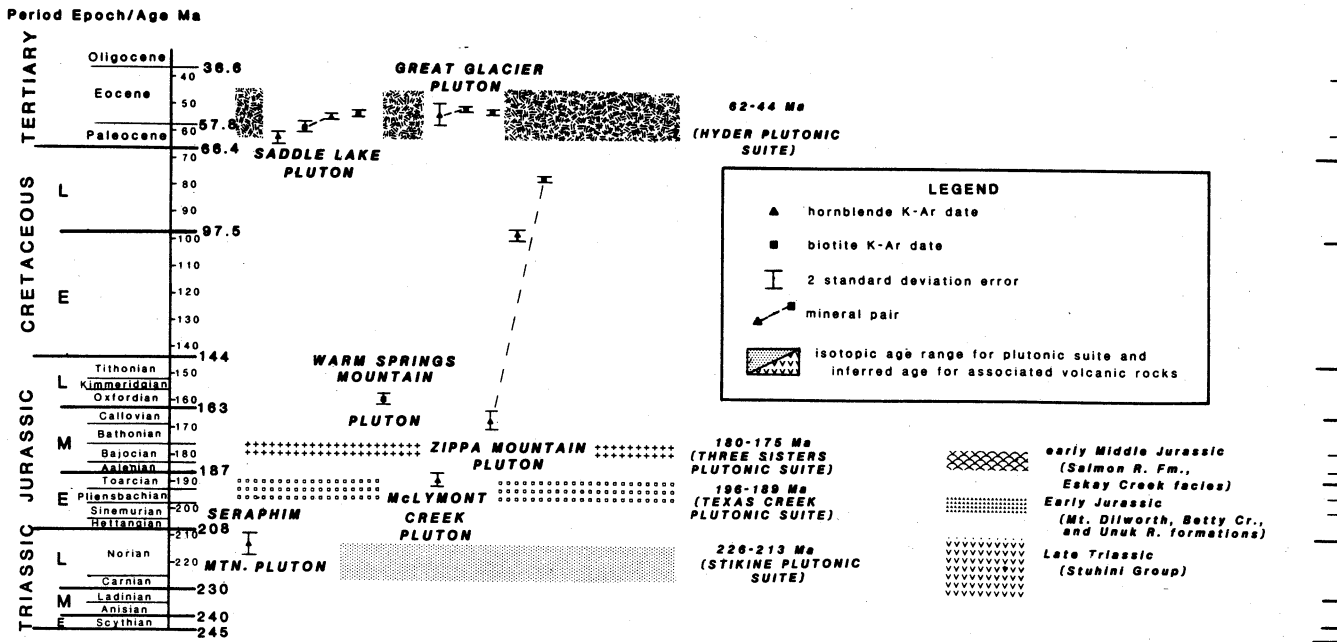 Period Epoch/Age Ma
TERTIARY
CRETACEOUS
JURASSIC
TRIASSIC
Oligocene
36.6
40
Eocene
50
57.8
60
Paleocene
66.4
70
L
80
90
97.5
100
110
E
120
130
140
144
Tithonian
150
L
Kimmeridgian
Oxfordian
160
163
Callovian
170
M
Bathonian
Bajocian
180
Aalenian
187
Toarcian
190
E
Pliensbachian
Sinemurian
200
Hettangian
208
210
L
Norian
220
Carnian
230
M
Ladinian
Anisian
240
E
Scythian
245
GREAT GLACIER
PLUTON
SADDLE LAKE
PLUTON
WARM SPRINGS
MOUNTAIN
PLUTON
ZIPPA MOUNTAIN
PLUTON
McLYMONT
CREEK
PLUTON
SERAPHIM
MTN. PLUTON
62-44 Ma
(HYDER PLUTONIC
SUITE)
180-175 Ma
(THREE SISTERS
PLUTONIC SUITE)
196-189 Ma
(TEXAS CREEK
PLUTONIC SUITE)
226-213 Ma
(STIKINE PLUTONIC
SUITE)
LEGEND
hornblende K-Ar date
biotite K-Ar date
2 standard deviation error
mineral pair
isotopic age range for plutonic suite and
inferred age for associated volcanic rocks
early Middle Jurassic
(Salmon R. Fm.,
Eskay Creek facies)
Early Jurassic
(Mt. Dilworth, Betty Cr.,
and Unuk R. formations)
Late Triassic
(Stuhini Group)